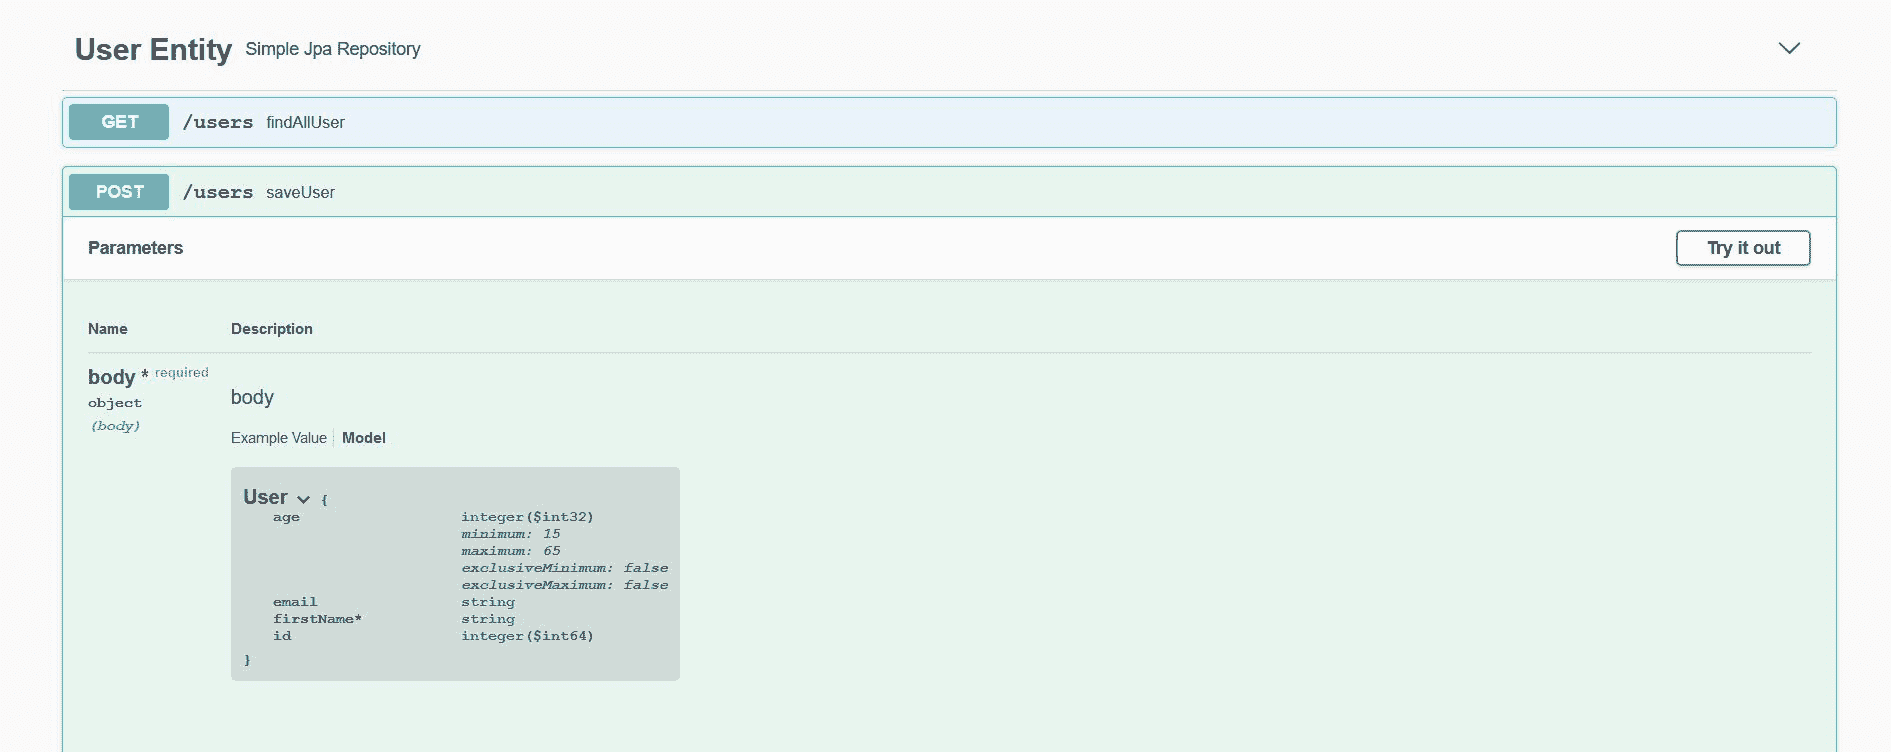 User Entity Simple Jpa Repository
GET /users findAllUser
POST /users saveUser
Parameters Try it out
Name Description
body * required
object
(body)
body
Example Value Model
User {
age integer($int32)
minimum: 15
maximum: 65
exclusiveMinimum: false
exclusiveMaximum: false
email string
firstName* string
id integer($int64)
}